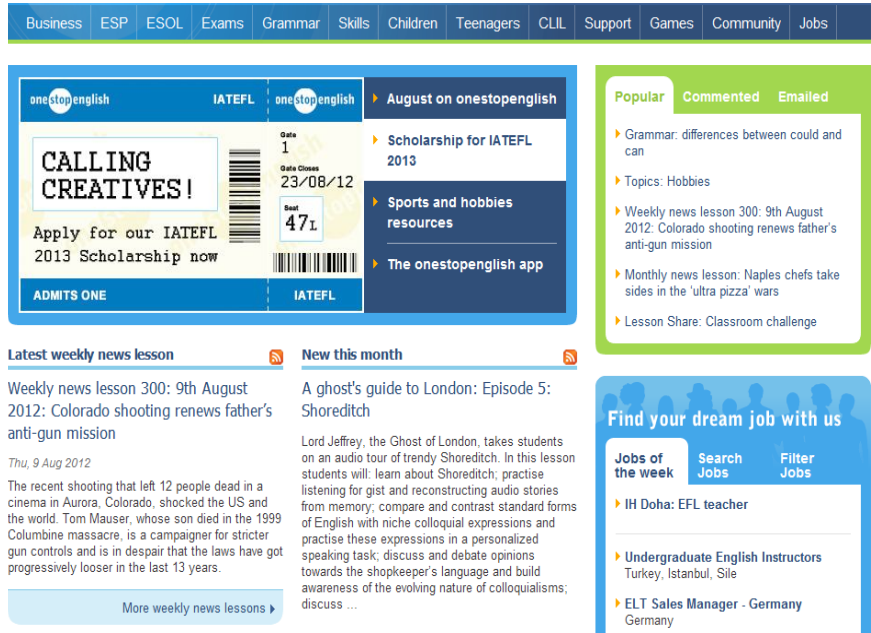 Business ESP ESOL Exams Grammar Skills Children Teenagers CLIL Support Games Community Jobs
onestopenglish IATEFL
CALLING
CREATIVES!
Apply for our IATEFL
2013 Scholarship now
ADMITS ONE
onestopenglish
Gate
1
Gate Closes
23/08/12
Seat
47L
IATEFL
August on onestopenglish
Scholarship for IATEFL
2013
Sports and hobbies
resources
The onestopenglish app
Popular Commented Emailed
Grammar: differences between could and
can
Topics: Hobbies
Weekly news lesson 300: 9th August
2012: Colorado shooting renews father's
anti-gun mission
Monthly news lesson: Naples chefs take
sides in the 'ultra pizza' wars
Lesson Share: Classroom challenge
Latest weekly news lesson
Weekly news lesson 300: 9th August
2012: Colorado shooting renews father's
anti-gun mission
Thu, 9 Aug 2012
The recent shooting that left 12 people dead in a
cinema in Aurora, Colorado, shocked the US and
the world. Tom Mauser, whose son died in the 1999
Columbine massacre, is a campaigner for stricter
gun controls and is in despair that the laws have got
progressively looser in the last 13 years.
More weekly news lessons
New this month
A ghost's guide to London: Episode 5:
Shoreditch
Lord Jeffrey, the Ghost of London, takes students
on an audio tour of trendy Shoreditch. In this lesson
students will: learn about Shoreditch; practise
listening for gist and reconstructing audio stories
from memory; compare and contrast standard forms
of English with niche colloquial expressions and
practise these expressions in a personalized
speaking task; discuss and debate opinions
towards the shopkeeper's language and build
awareness of the evolving nature of colloquialisms;
discuss ...
Find your dream job with us
Jobs of
the week
Search
Jobs
Filter
Jobs
IH Doha: EFL teacher
Undergraduate English Instructors
Turkey, Istanbul, Sile
ELT Sales Manager - Germany
Germany